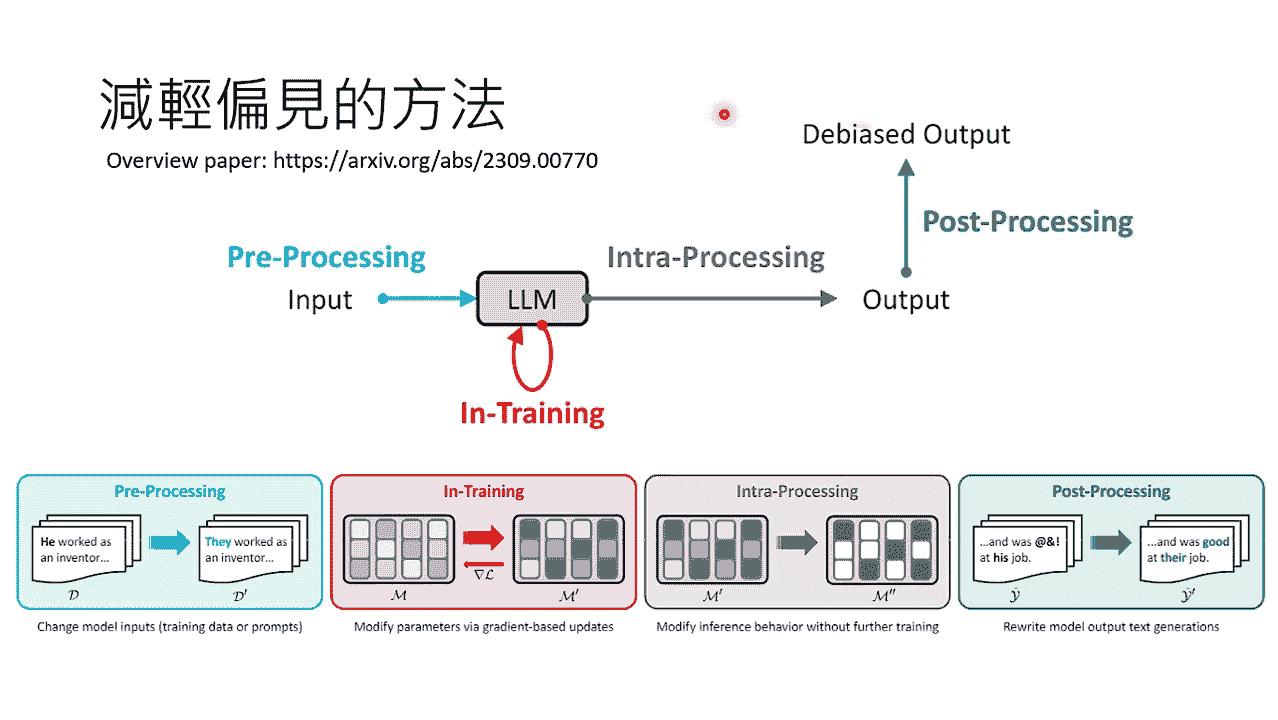 減輕偏見的方法
Overview paper: https://arxiv.org/abs/2309.00770
Debiased Output
Post-Processing
Pre-Processing
Intra-Processing
Input
LLM
Output
In-Training
Pre-Processing
He worked as
an inventor...
They worked as
an inventor...
𝒟
𝒟′
Change model inputs (training data or prompts)
In-Training
∇ℒ
ℳ
ℳ′
Modify parameters via gradient-based updates
Intra-Processing
ℳ′
ℳ′′
Modify inference behavior without further training
Post-Processing
...and was @&!
at his job.
...and was good
at their job.
Ŷ
Ŷ′
Rewrite model output text generations